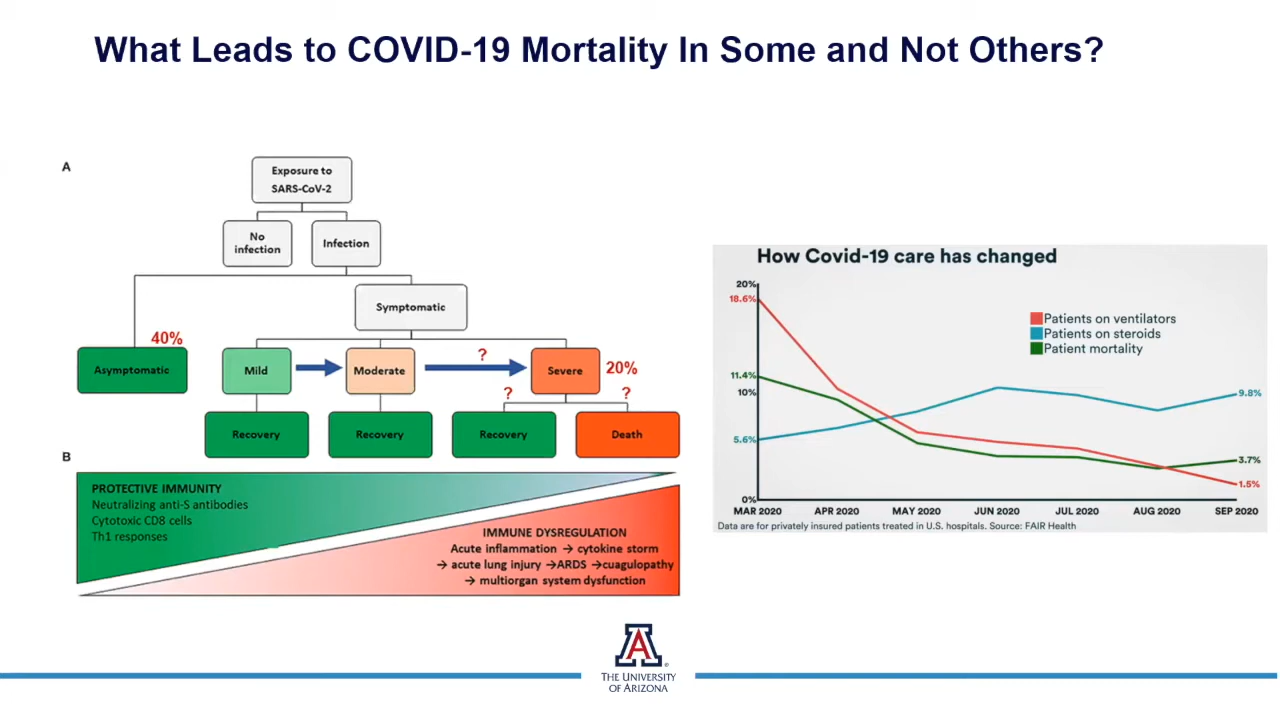 What Leads to COVID-19 Mortality In Some and Not Others?
A
Exposure to
SARS-CoV-2
No
infection
Infection
Symptomatic
40%
Asymptomatic
Mild
Moderate
?
Severe
20%
?
?
Recovery
Recovery
Recovery
Death
B
PROTECTIVE IMMUNITY
Neutralizing anti-S antibodies
Cytotoxic CD8 cells
Th1 responses
IMMUNE DYSREGULATION
Acute inflammation → cytokine storm
→ acute lung injury →ARDS →cuagulopathy
→ multiorgan system dysfunction
How Covid-19 care has changed
20%
18.6%
Patients on ventilators
Patients on steroids
Patient mortality
11.4%
10%
9.8%
5.6%
3.7%
1.5%
0%
MAR 2020 APR 2020 MAY 2020 JUN 2020 JUL 2020 AUG 2020 SEP 2020
Data are for privately insured patients treated in U.S. hospitals. Source: FAIR Health
A
®
THE UNIVERSITY
OF ARIZONA